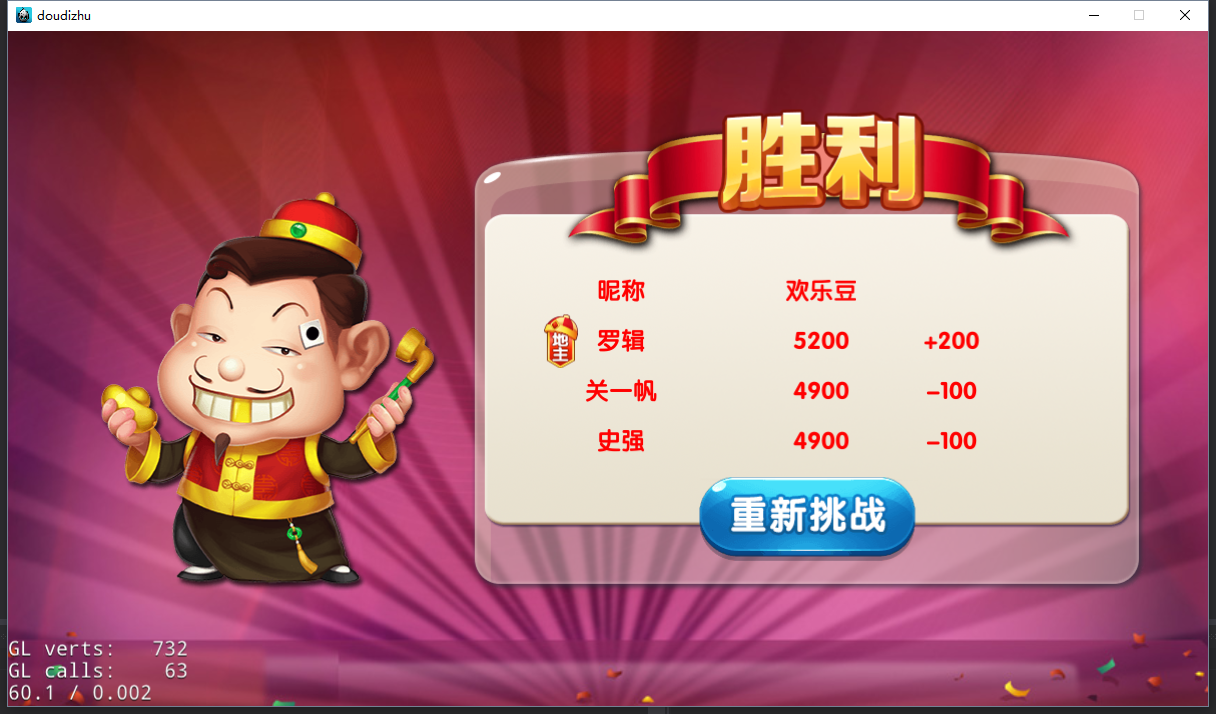 doudizhu
胜利
昵称 欢乐豆
地主 罗辑 5200 +200
关一帆 4900 -100
史强 4900 -100
重新挑战
GL verts: 732
GL calls: 63
60.1 / 0.002